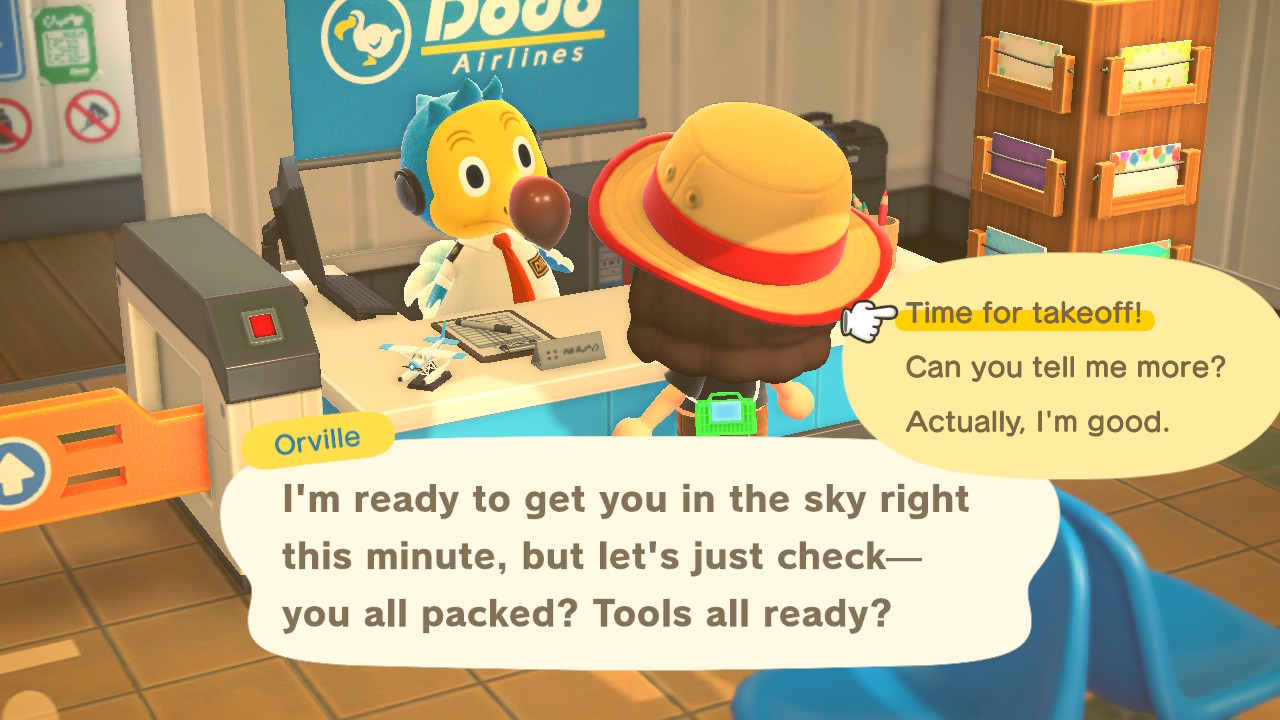 Dodo
Airlines
Time for takeoff!
Can you tell me more?
Actually, I'm good.
Orville
I'm ready to get you in the sky right
this minute, but let's just check—
you all packed? Tools all ready?